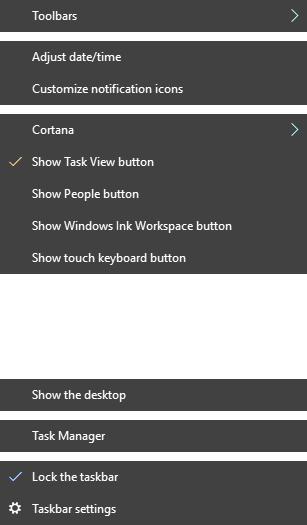 Toolbars
Adjust date/time
Customize notification icons
Cortana
Show Task View button
Show People button
Show Windows Ink Workspace button
Show touch keyboard button
Show the desktop
Task Manager
Lock the taskbar
Taskbar settings